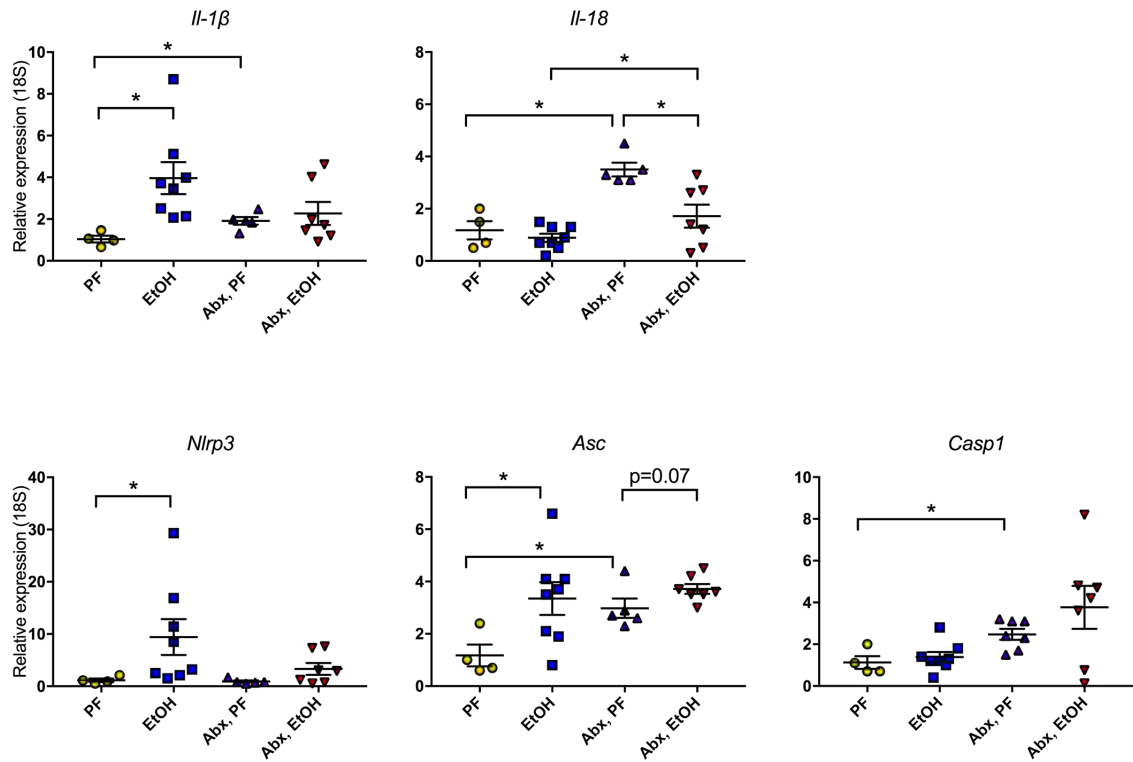 Il-1β
Relative expression (18S)
10
8
6
4
2
0
*
*
PF
EtOH
Abx, PF
Abx, EtOH
Il-18
8
6
4
2
0
*
*
*
PF
EtOH
Abx, PF
Abx, EtOH
Nlrp3
Relative expression (18S)
40
30
20
10
0
*
PF
EtOH
Abx, PF
Abx, EtOH
Asc
8
6
4
2
0
*
p=0.07
*
PF
EtOH
Abx, PF
Abx, EtOH
Casp1
10
8
6
4
2
0
*
PF
EtOH
Abx, PF
Abx, EtOH